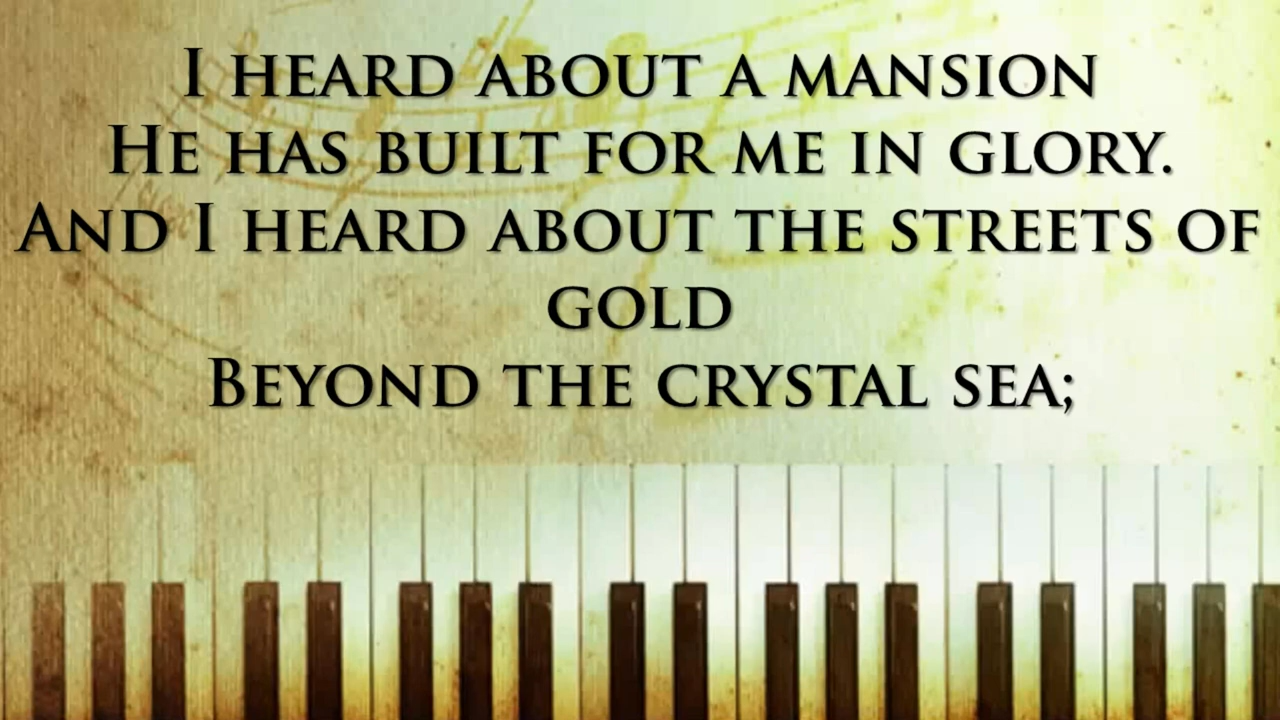 I HEARD ABOUT A MANSION
HE HAS BUILT FOR ME IN GLORY.
AND I HEARD ABOUT THE STREETS OF
GOLD
BEYOND THE CRYSTAL SEA;